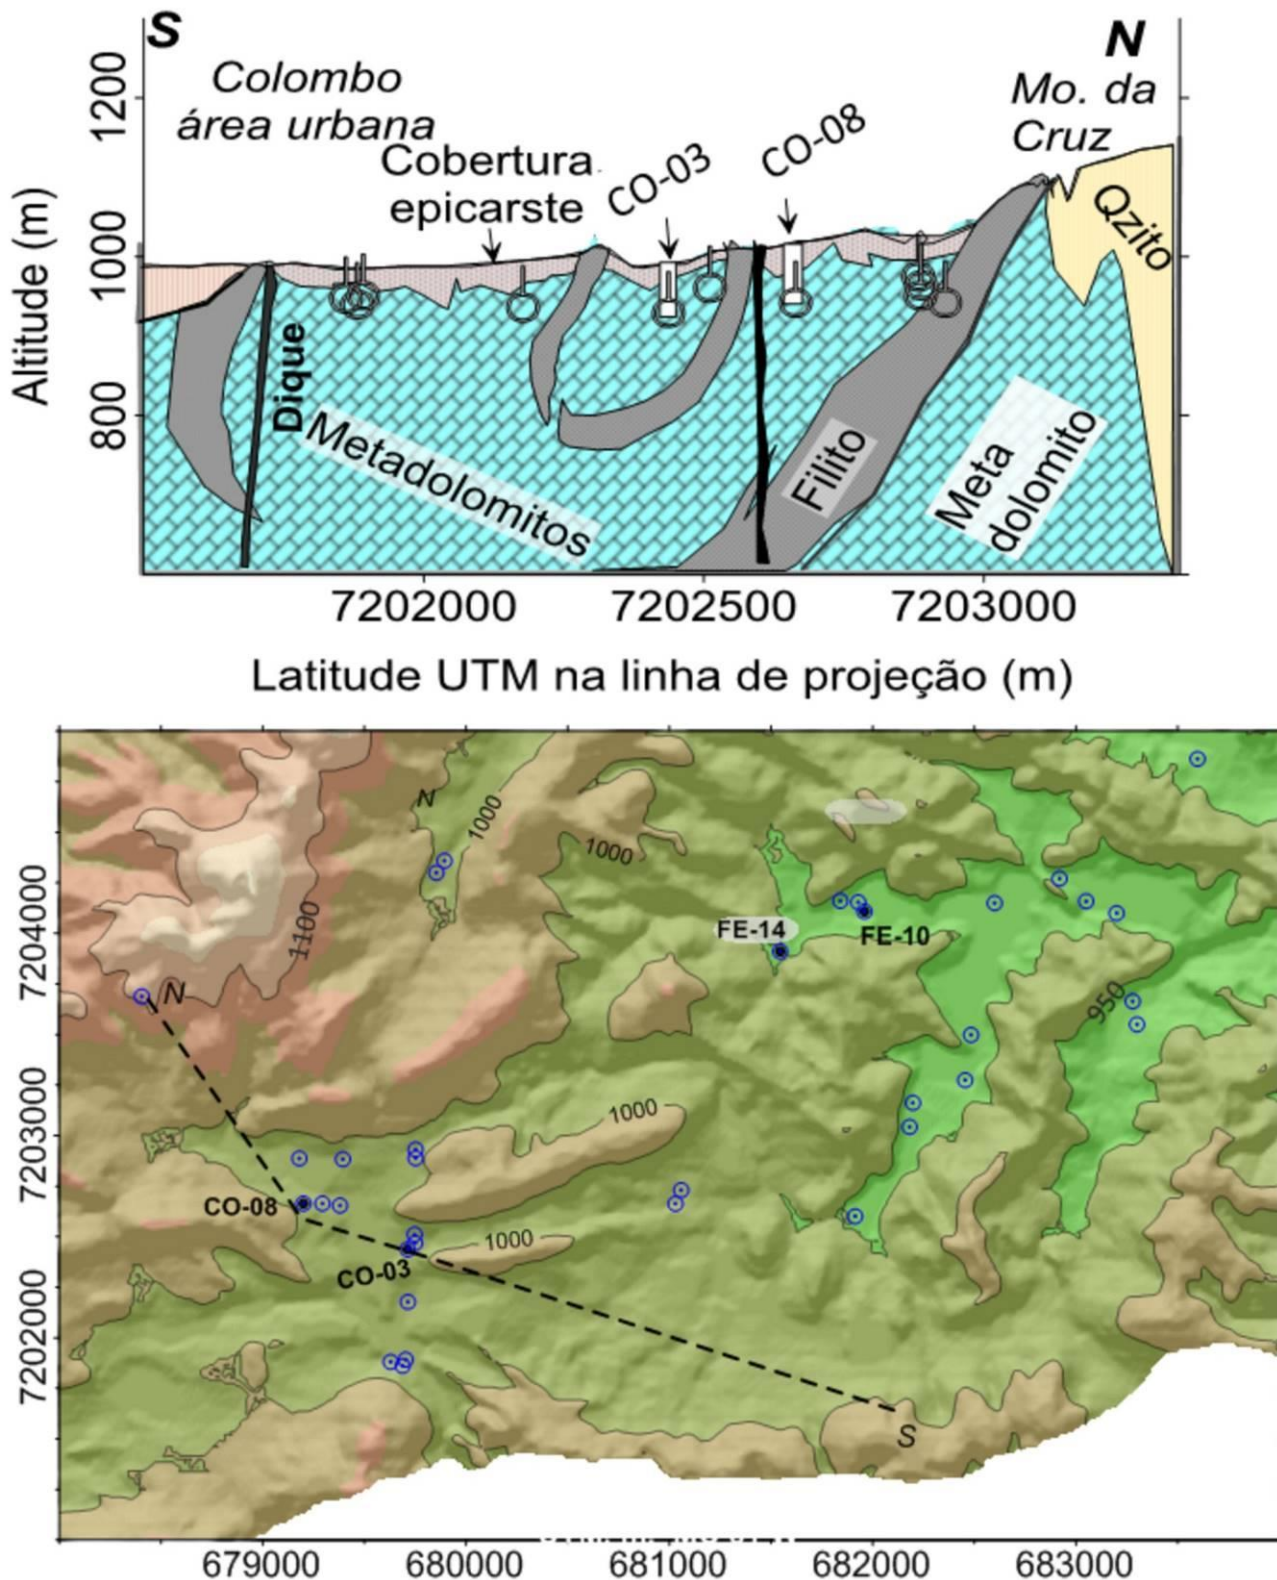 S
N
Colombo
área urbana
Mo. da
Cruz
Cobertura
epicarste
CO-03
CO-08
Qzito
1200
1000
800
Altitude (m)
Dique
Metadolomitos
Filito
Meta
dolomito
7202000 7202500 7203000
Latitude UTM na linha de projeção (m)
N
1000
1000
1100
FE-14
FE-10
N
950
1000
CO-08
1000
CO-03
S
7204000
7203000
7202000
679000 680000 681000 682000 683000